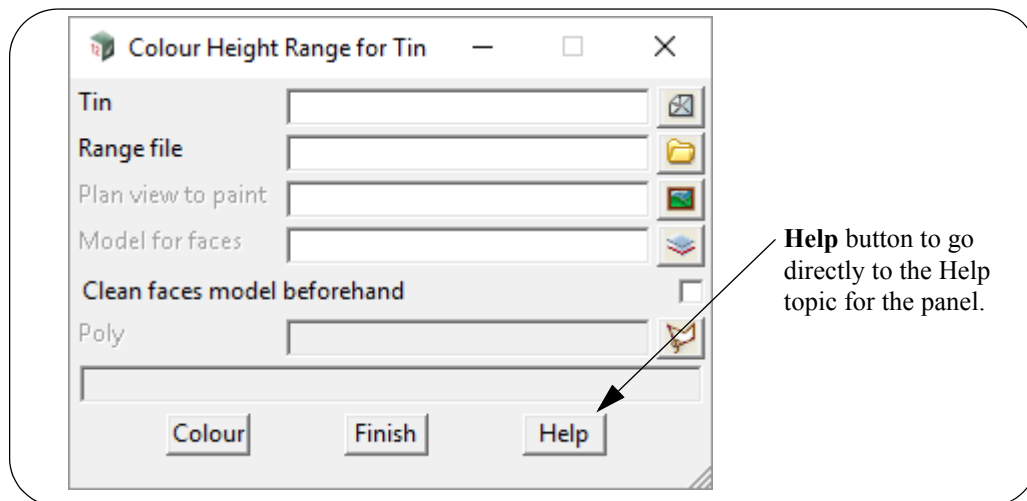 Colour Height Range for Tin
Tin
Range file
Plan view to paint
Model for faces
Clean faces model beforehand
Poly
Colour Finish Help
Help button to go
directly to the Help
topic for the panel.